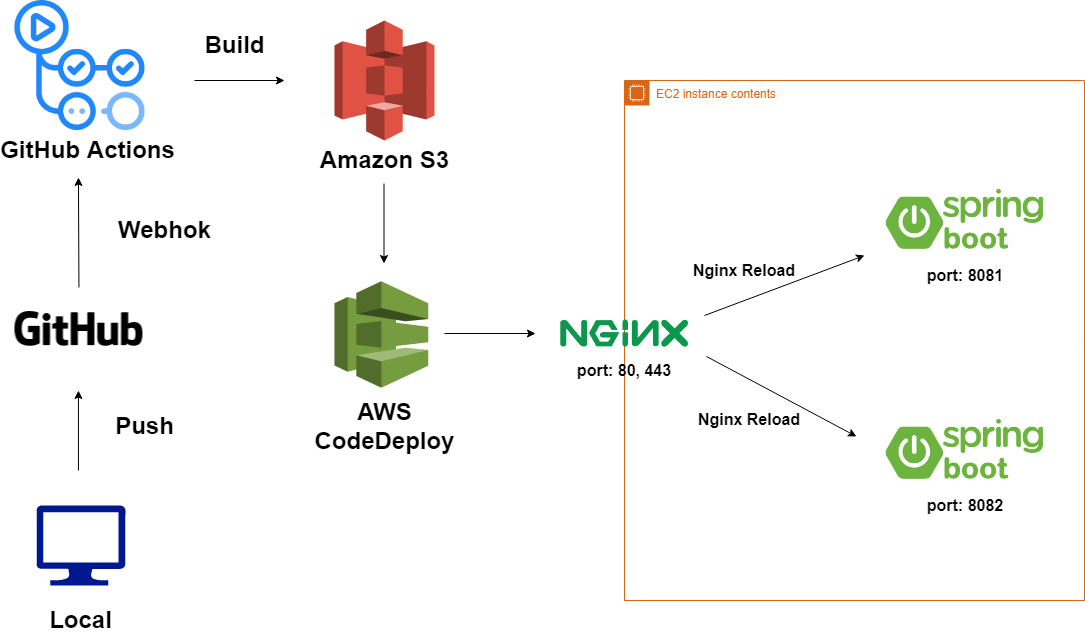 Build
GitHub Actions
Amazon S3
EC2 instance contents
Webhok
GitHub
Push
Local
AWS
CodeDeploy
NGINX
port: 80, 443
Nginx Reload
Nginx Reload
spring
boot
port: 8081
spring
boot
port: 8082